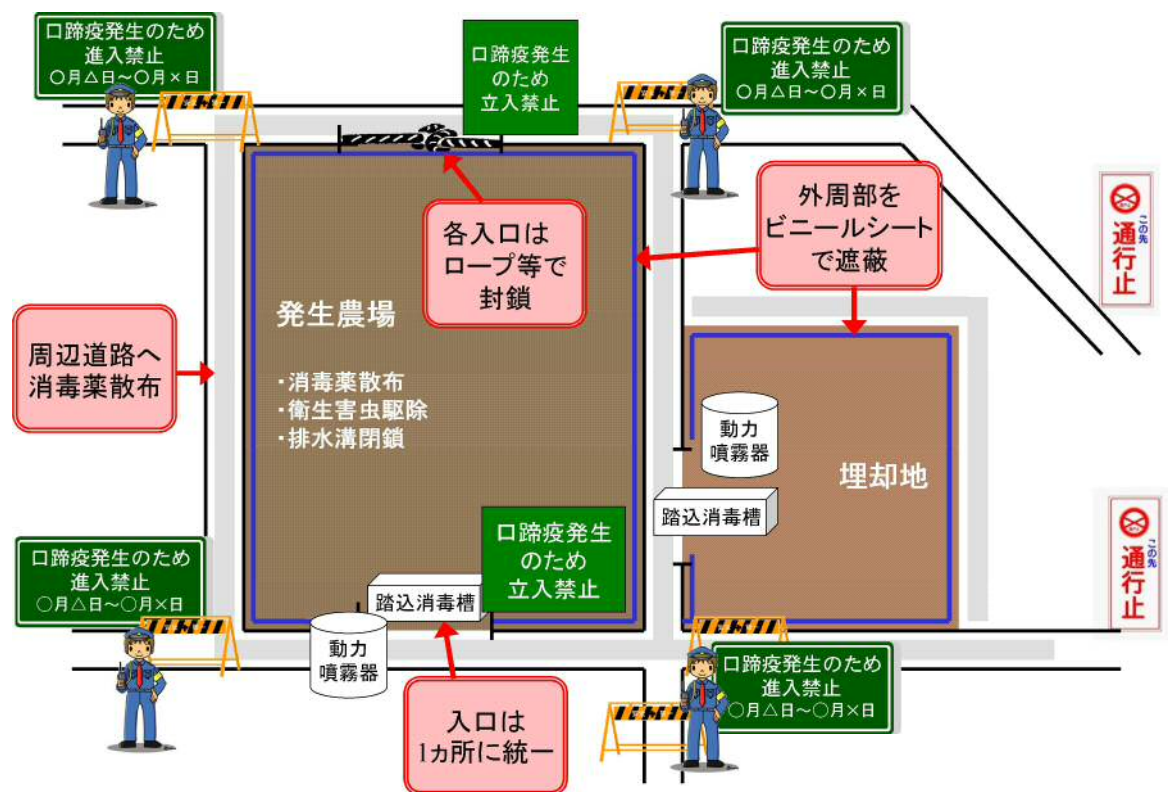 口蹄疫発生のため
進入禁止
○月△日~○月×日
口蹄疫発生
のため
立入禁止
口蹄疫発生のため
進入禁止
○月△日~○月×日
各入口は
ロープ等で
封鎖
外周部を
ビニールシート
で遮蔽
この先
通行止
発生農場
・消毒薬散布
・衛生害虫駆除
・排水溝閉鎖
周辺道路へ
消毒薬散布
動力
噴霧器
埋却地
踏込消毒槽
口蹄疫発生
のため
立入禁止
この先
通行止
口蹄疫発生のため
進入禁止
○月△日~○月×日
踏込消毒槽
動力
噴霧器
入口は
1ヵ所に統一
口蹄疫発生のため
進入禁止
○月△日~○月×日